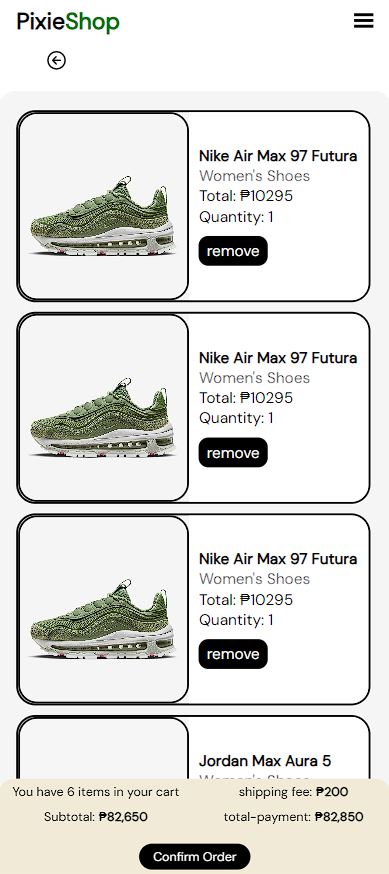 PixieShop
Nike Air Max 97 Futura
Women's Shoes
Total: ₱10295
Quantity: 1
remove
Nike Air Max 97 Futura
Women's Shoes
Total: ₱10295
Quantity: 1
remove
Nike Air Max 97 Futura
Women's Shoes
Total: ₱10295
Quantity: 1
remove
Jordan Max Aura 5
Women's Shoes
You have 6 items in your cart
shipping fee: ₱200
Subtotal: ₱82,650
total-payment: ₱82,850
Confirm Order